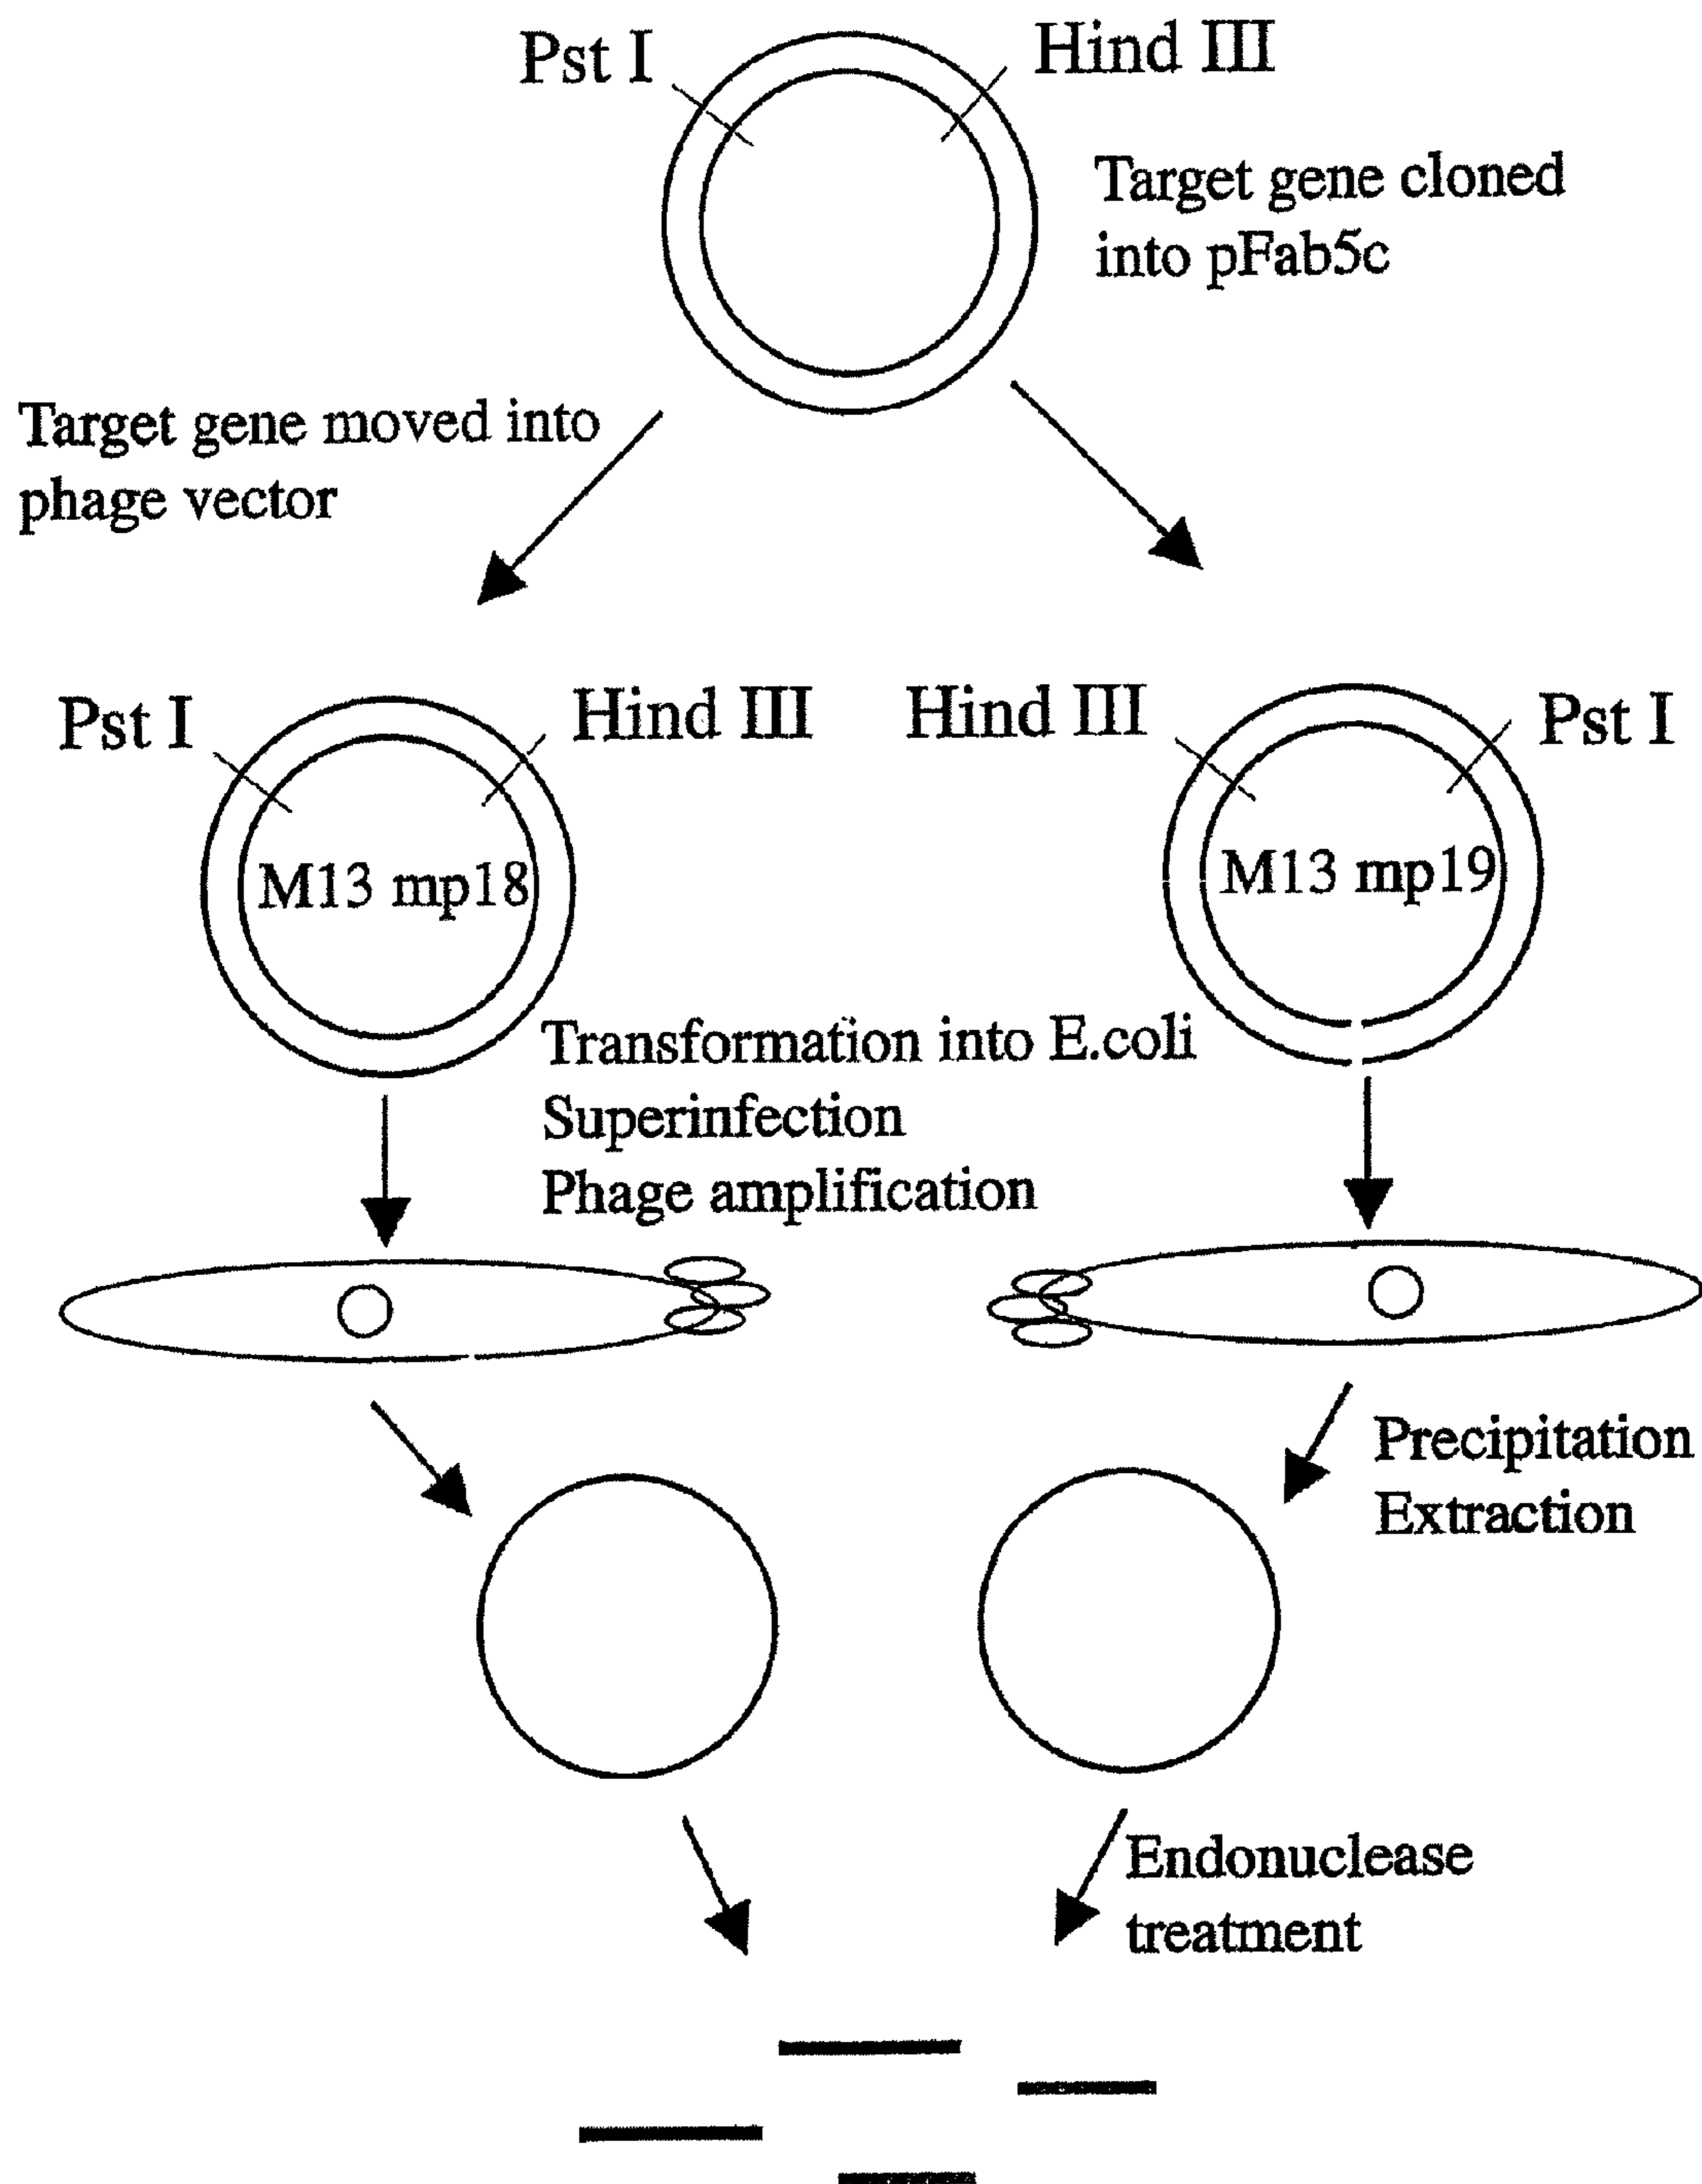 Pst I
Hind III
Target gene cloned
into pFab5c
Target gene moved into
phage vector
Pst I
Hind III
Hind III
Pst I
M13 mp18
M13 mp19
Transformation into E.coli
Superinfection
Phage amplification
Precipitation
Extraction
Endonuclease
treatment